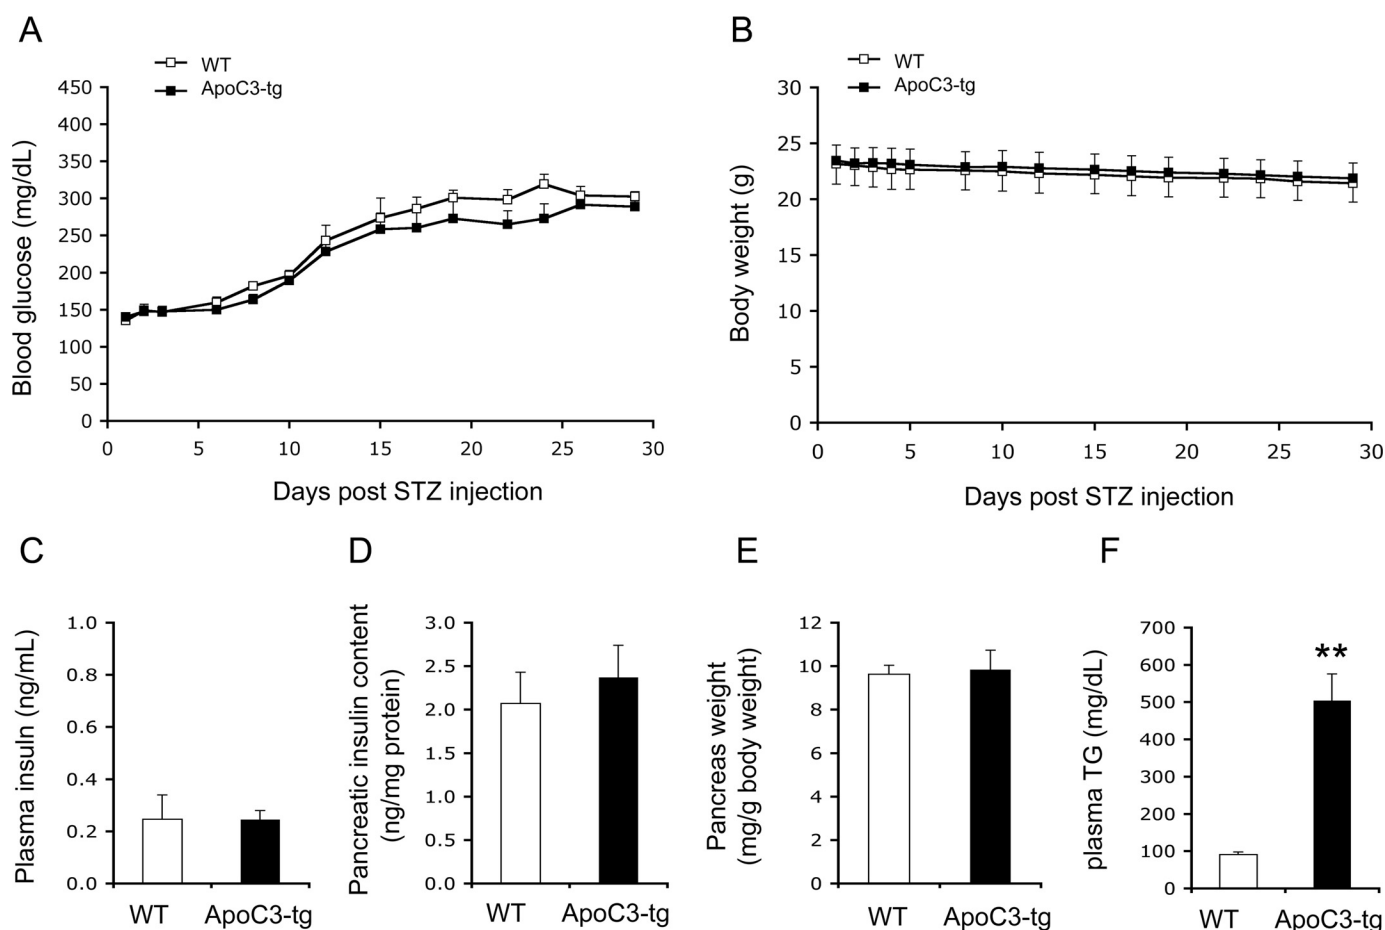 A
WT
ApoC3-tg
450
400
350
300
250
200
150
100
50
0
Blood glucose (mg/dL)
0 5 10 15 20 25 30
Days post STZ injection
B
WT
ApoC3-tg
30
25
20
15
10
5
0
Body weight (g)
0 5 10 15 20 25 30
Days post STZ injection
C
1.0
0.8
0.6
0.4
0.2
0.0
Plasma insuln (ng/mL)
WT ApoC3-tg
D
3.0
2.5
2.0
1.5
1.0
0.5
0.0
Pancreatic insulin content
(ng/mg protein)
WT ApoC3-tg
E
12
10
8
6
4
2
0
Pancreas weight
(mg/g body weight)
WT ApoC3-tg
F
700
600
500
400
300
200
100
0
plasma TG (mg/dL)
**
WT ApoC3-tg